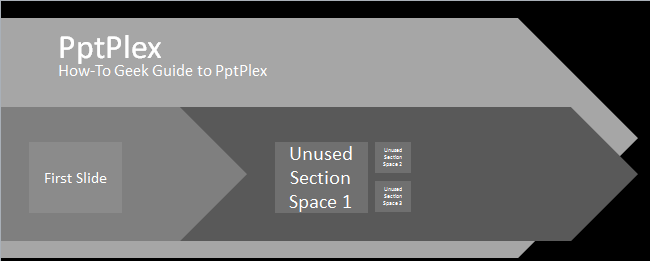 PptPlex
How-To Geek Guide to PptPlex
First Slide
Unused
Section
Space 1
Unused
Section
Space 2
Unused
Section
Space 3